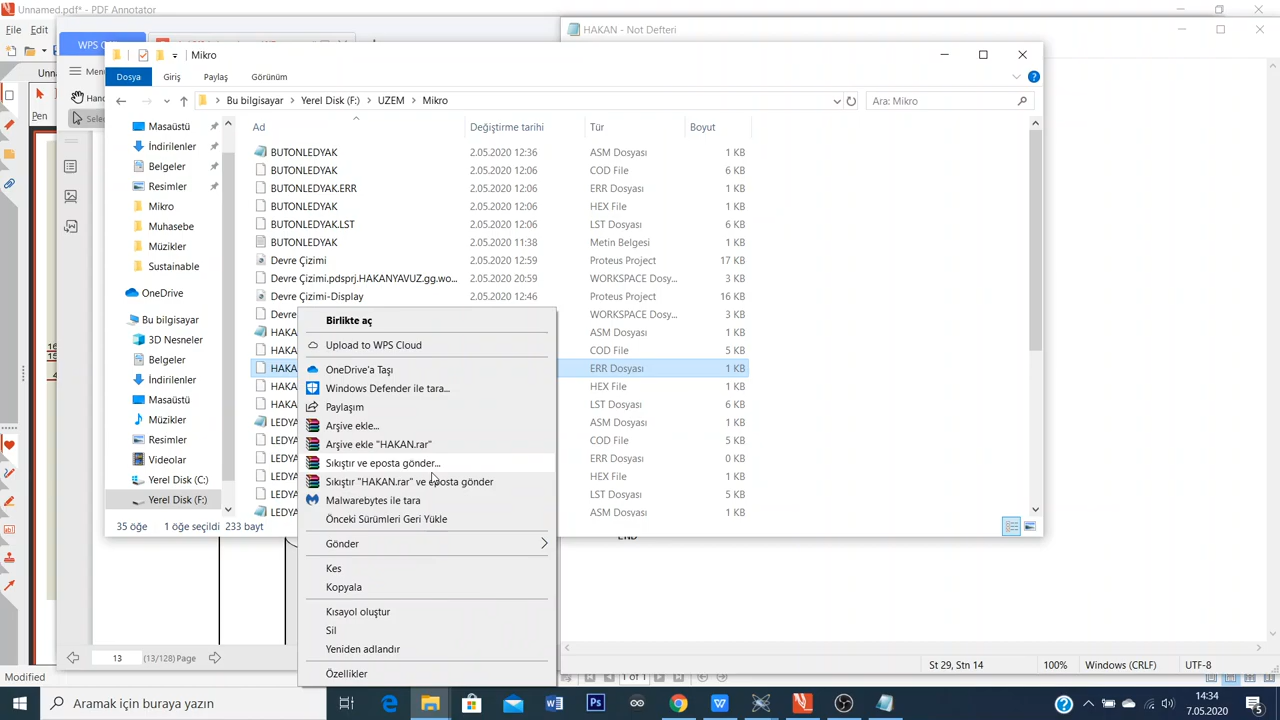 Unnamed.pdf* - PDF Annotator
File Edit
HAKAN - Not Defteri
WPS O
Menu
Unn
Hand
Pen
Selec
Mikro
Dosya Giriş Paylaş Görünüm
Bu bilgisayar Yerel Disk (F:) UZEM Mikro
Ara: Mikro
Ad Değiştirme tarihi Tür Boyut
Masaüstü
İndirilenler
Belgeler
Resimler
Mikro
Muhasebe
Müzikler
Sustainable
OneDrive
Bu bilgisayar
3D Nesneler
Belgeler
İndirilenler
Masaüstü
Müzikler
Resimler
Videolar
Yerel Disk (C:)
Yerel Disk (F:)
BUTONLEDYAK 2.05.2020 12:36 ASM Dosyası 1 KB
BUTONLEDYAK 2.05.2020 12:06 COD File 6 KB
BUTONLEDYAK.ERR 2.05.2020 12:06 ERR Dosyası 1 KB
BUTONLEDYAK 2.05.2020 12:06 HEX File 1 KB
BUTONLEDYAK.LST 2.05.2020 12:06 LST Dosyası 6 KB
BUTONLEDYAK 2.05.2020 11:38 Metin Belgesi 1 KB
Devre Çizimi 2.05.2020 12:59 Proteus Project 17 KB
Devre Çizimi.pdsprj.HAKANYAVUZ.gg.wo... 2.05.2020 20:59 WORKSPACE Dosy... 3 KB
Devre Çizimi-Display 2.05.2020 12:46 Proteus Project 16 KB
Devre WORKSPACE Dosy... 3 KB
HAKA ASM Dosyası 1 KB
HAKA COD File 5 KB
HAKA ERR Dosyası 1 KB
HAKA HEX File 1 KB
HAKA LST Dosyası 6 KB
LEDYA ASM Dosyası 1 KB
LEDYA COD File 5 KB
LEDYA ERR Dosyası 0 KB
LEDYA HEX File 1 KB
LEDYA LST Dosyası 5 KB
LEDYA ASM Dosyası 1 KB
35 öğe 1 öğe seçildi 233 bayt
Birlikte aç
Upload to WPS Cloud
OneDrive'a Taşı
Windows Defender ile tara...
Paylaşım
Arşive ekle...
Arşive ekle "HAKAN.rar"
Sıkıştır ve eposta gönder...
Sıkıştır "HAKAN.rar" ve eposta gönder
Malwarebytes ile tara
Önceki Sürümleri Geri Yükle
Gönder
Kes
Kopyala
Kısayol oluştur
Sil
Yeniden adlandır
Özellikler
END
13 (13/128)Page
St 29, Stn 14 100% Windows (CRLF) UTF-8
Modified
1 of 1
Aramak için buraya yazın
14:34
7.05.2020